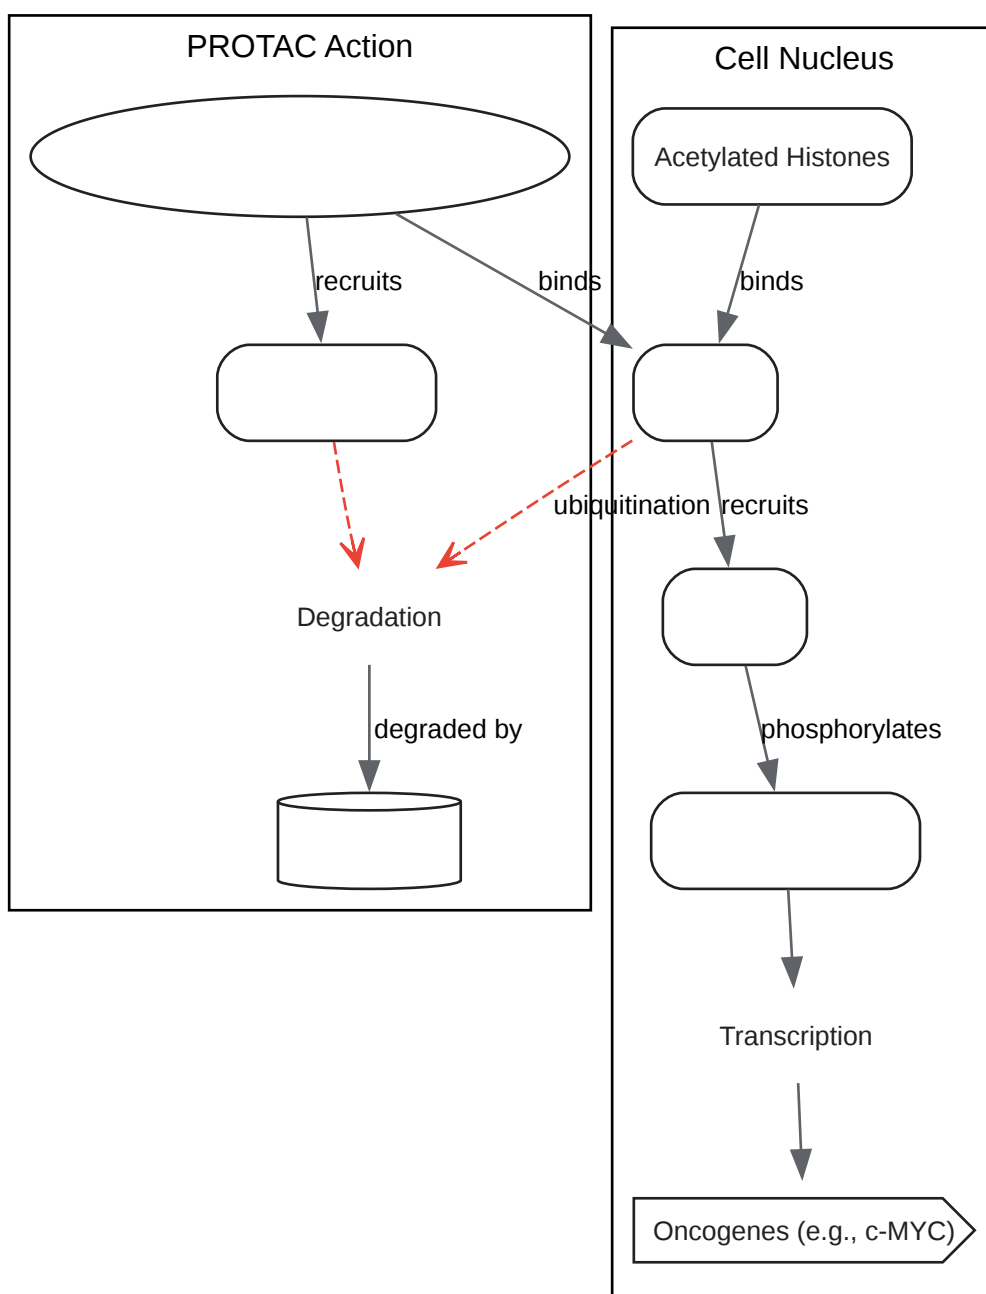 PROTAC Action
Cell Nucleus
Acetylated Histones
recruits
binds
binds
ubiquitination
recruits
Degradation
degraded by
phosphorylates
Transcription
Oncogenes (e.g., c-MYC)